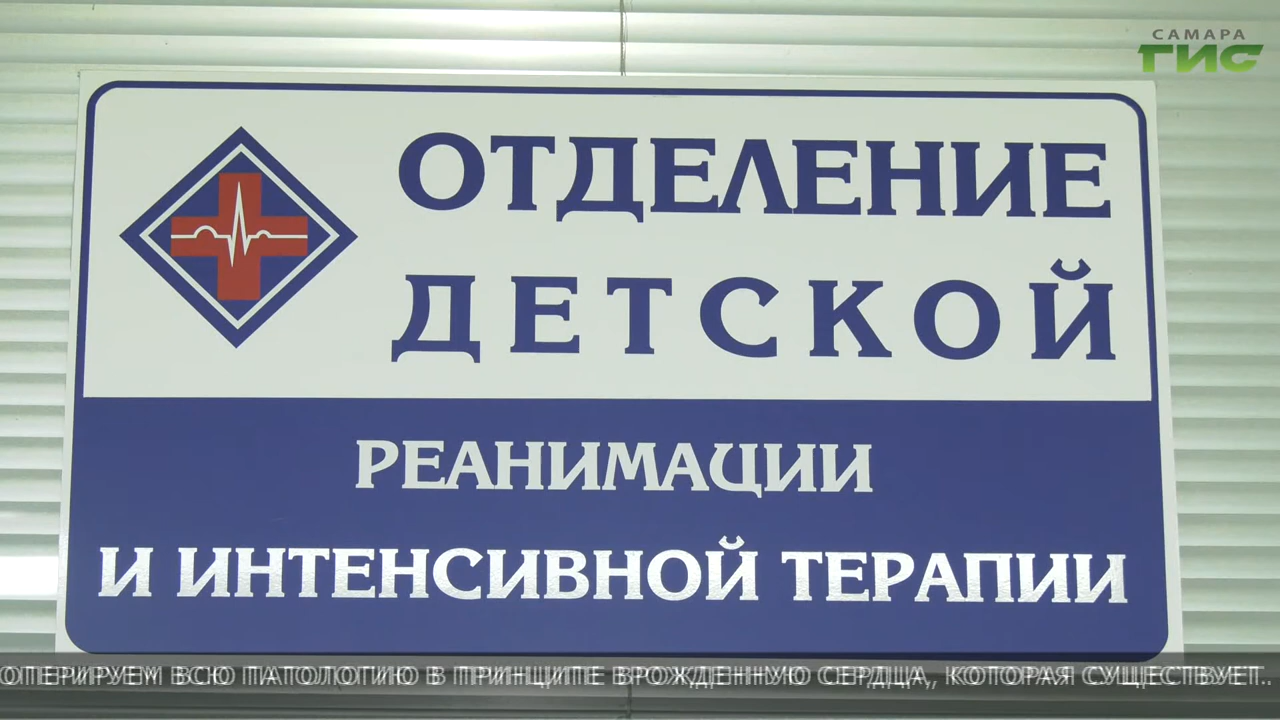 САМАРА
ГИС
ОТДЕЛЕНИЕ
ДЕТСКОЙ
РЕАНИМАЦИИ
И ИНТЕНСИВНОЙ ТЕРАПИИ
ОПЕРИРУЕМ ВСЮ ПАТОЛОГИЮ В ПРИНЦИПЕ ВРОЖДЕННУЮ СЕРДЦА, КОТОРАЯ СУЩЕСТВУЕТ..